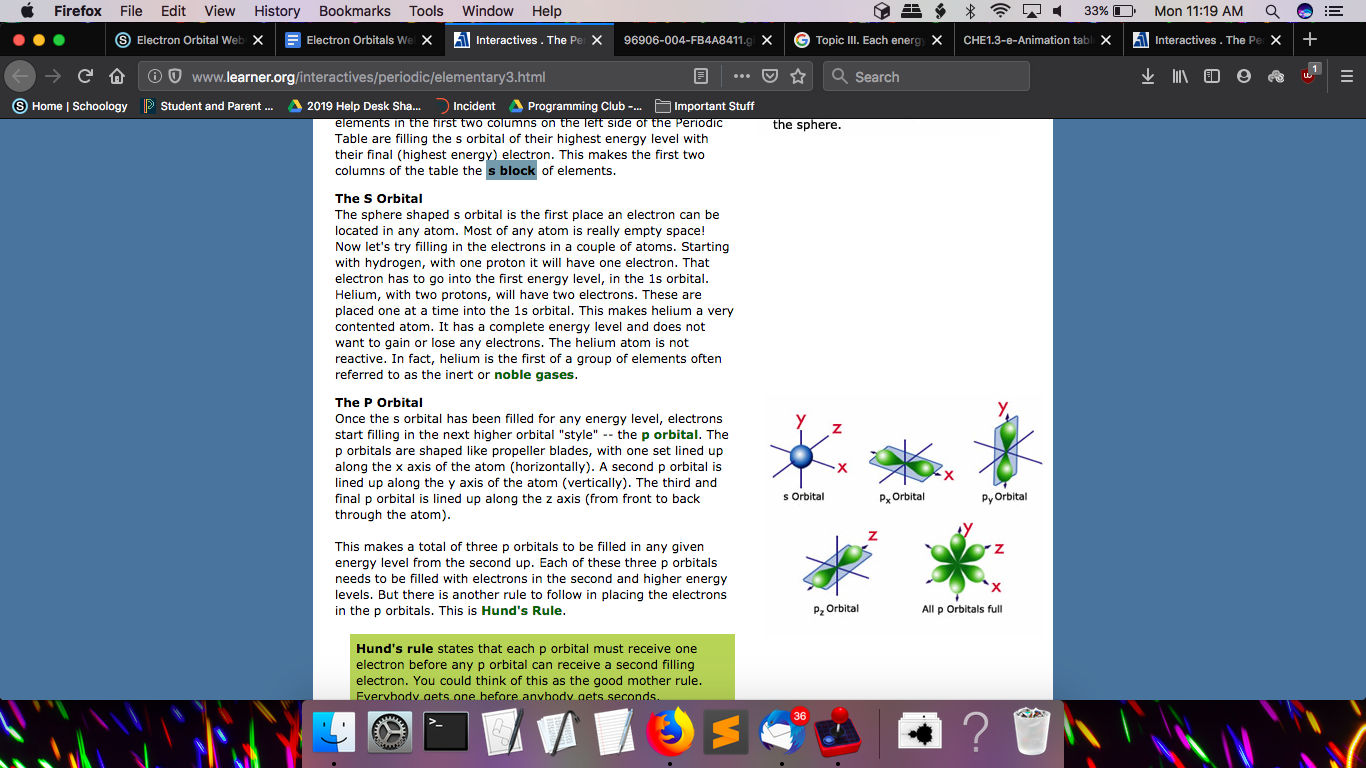 Firefox File Edit View History Bookmarks Tools Window Help 33% Mon 11:19 AM
Electron Orbital Web Electron Orbitals We Interactives . The Pe 96906-004-FB4A8411.g Topic III. Each energ CHE1.3-e-Animation tabl Interactives . The Pe
www.learner.org/interactives/periodic/elementary3.html Search 1
Home | Schoology Student and Parent ... 2019 Help Desk Sha... Incident Programming Club -... Important Stuff
elements in the first two columns on the left side of the Periodic
Table are filling the s orbital of their highest energy level with
their final (highest energy) electron. This makes the first two
columns of the table the s block of elements.
the sphere.
The S Orbital
The sphere shaped s orbital is the first place an electron can be
located in any atom. Most of any atom is really empty space!
Now let's try filling in the electrons in a couple of atoms. Starting
with hydrogen, with one proton it will have one electron. That
electron has to go into the first energy level, in the 1s orbital.
Helium, with two protons, will have two electrons. These are
placed one at a time into the 1s orbital. This makes helium a very
contented atom. It has a complete energy level and does not
want to gain or lose any electrons. The helium atom is not
reactive. In fact, helium is the first of a group of elements often
referred to as the inert or noble gases.
The P Orbital
Once the s orbital has been filled for any energy level, electrons
start filling in the next higher orbital "style" -- the p orbital. The
p orbitals are shaped like propeller blades, with one set lined up
along the x axis of the atom (horizontally). A second p orbital is
lined up along the y axis of the atom (vertically). The third and
final p orbital is lined up along the z axis (from front to back
through the atom).
This makes a total of three p orbitals to be filled in any given
energy level from the second up. Each of these three p orbitals
needs to be filled with electrons in the second and higher energy
levels. But there is another rule to follow in placing the electrons
in the p orbitals. This is Hund's Rule.
Hund's rule states that each p orbital must receive one
electron before any p orbital can receive a second filling
electron. You could think of this as the good mother rule.
Everybody gets one before anybody gets seconds.
y z x
s Orbital
x
px Orbital
y
py Orbital
z
pz Orbital
y z x
All p Orbitals full
36